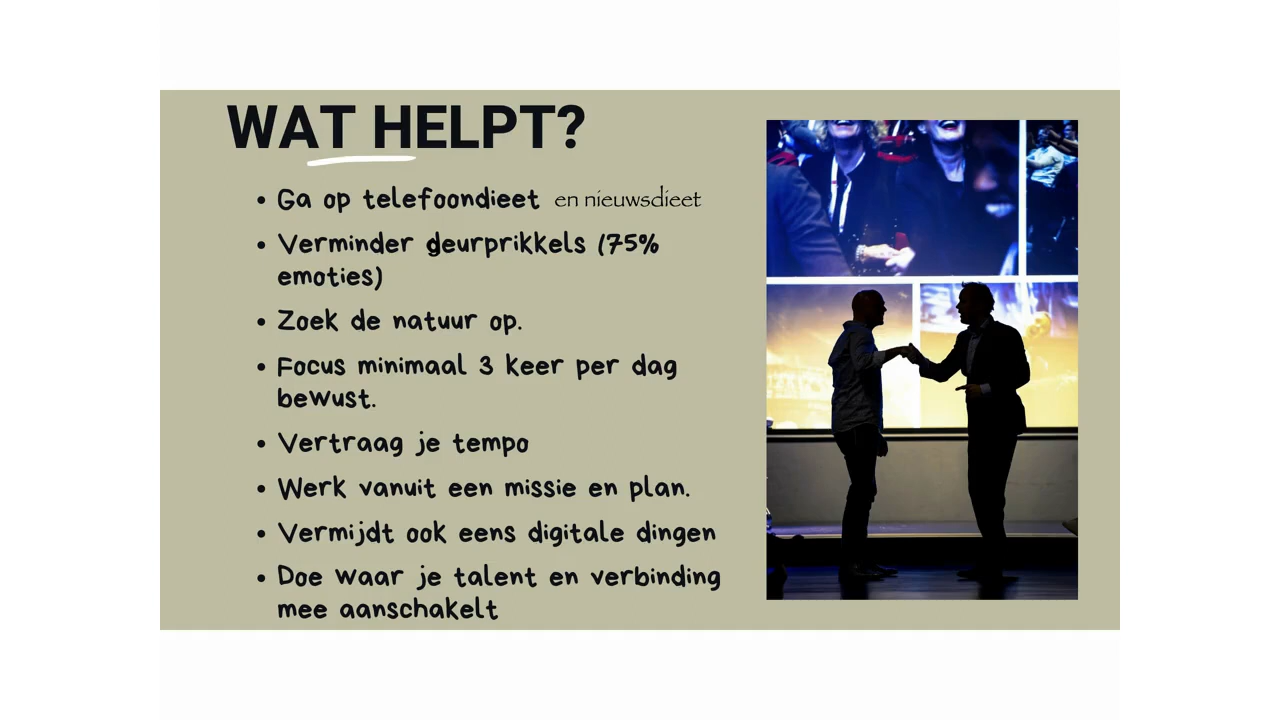 WAT HELPT?
• Ga op telefoondieet en nieuwsdieet
• Verminder geurprikkels (75%
emoties)
• Zoek de natuur op.
• Focus minimaal 3 keer per dag
bewust.
• Vertraag je tempo
• Werk vanuit een missie en plan.
• Vermijdt ook eens digitale dingen
• Doe waar je talent en verbinding
mee aanschakelt